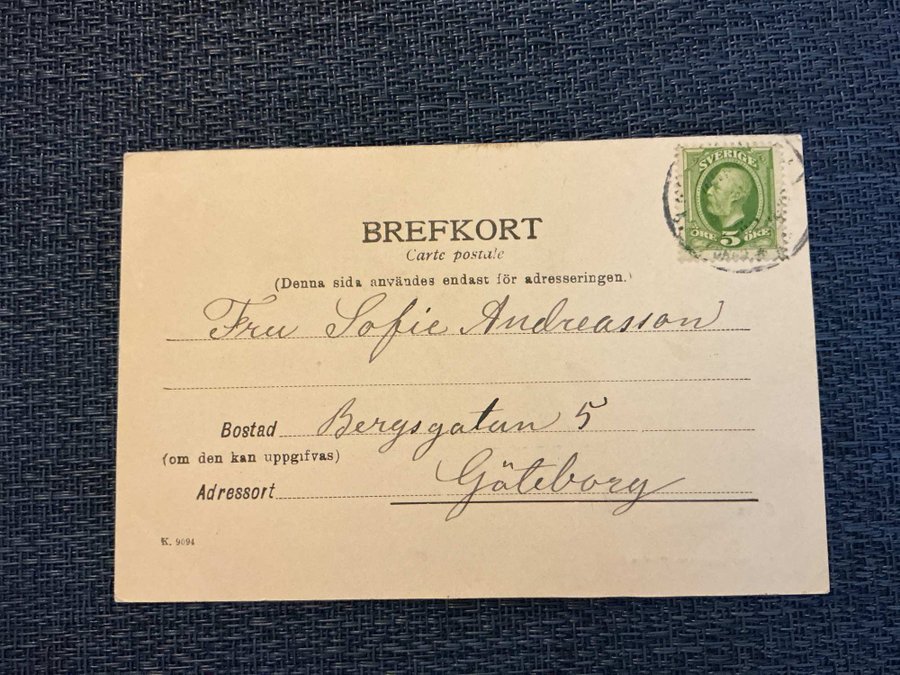 SVERIGE
ÖRE 5 ÖRE
BREFKORT
Carte postale
(Denna sida användes endast för adresseringen.)
Fru Sofie Andreasson
Bostad Bergsgatan 5
(om den kan uppgifvas)
Göteborg
Adressort
K. 9094